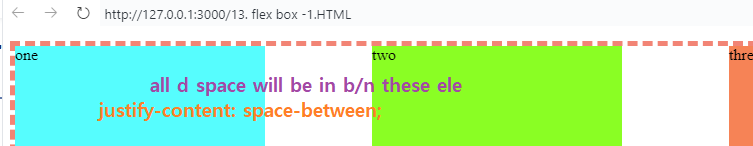 http://127.0.0.1:3000/13. flex box -1.HTML
one two thre
all d space will be in b/n these ele
justify-content: space-between;